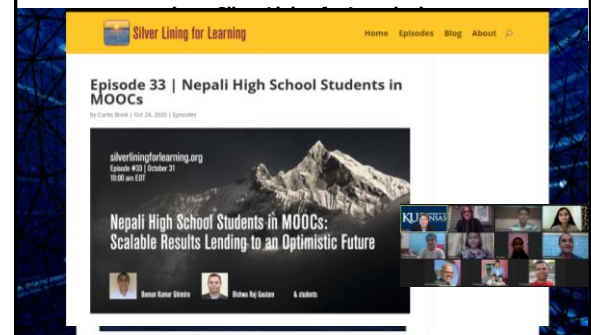 Silver Lining for Learning
Home Episodes Blog About
Episode 33 | Nepali High School Students in
MOOCs
by Curtis Bonk | Oct 24, 2020 | Episodes
silverliningforlearning.org
Episode #33 | October 31
10:00 am EDT
Nepali High School Students in MOOCs:
Scalable Results Lending to an Optimistic Future
Baman Kumar Ghimire
Bishwa Raj Gautam
& students
KU
KANSAS